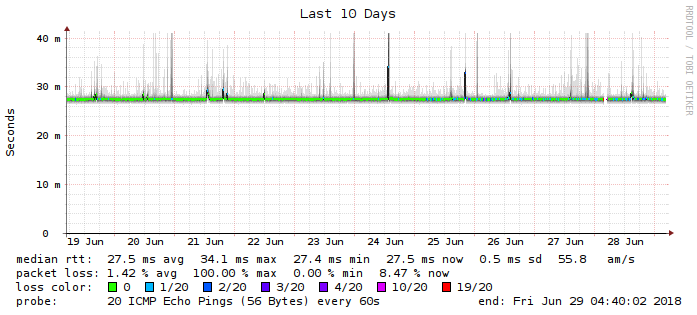 Last 10 Days
RRDTOOL / TOBI OETIKER
Seconds
40 m
30 m
20 m
10 m
0
19 Jun 20 Jun 21 Jun 22 Jun 23 Jun 24 Jun 25 Jun 26 Jun 27 Jun 28 Jun
median rtt: 27.5 ms avg 34.1 ms max 27.4 ms min 27.5 ms now 0.5 ms sd 55.8 am/s
packet loss: 1.42 % avg 100.00 % max 0.00 % min 8.47 % now
loss color: 0 1/20 2/20 3/20 4/20 10/20 19/20
probe: 20 ICMP Echo Pings (56 Bytes) every 60s end: Fri Jun 29 04:40:02 2018